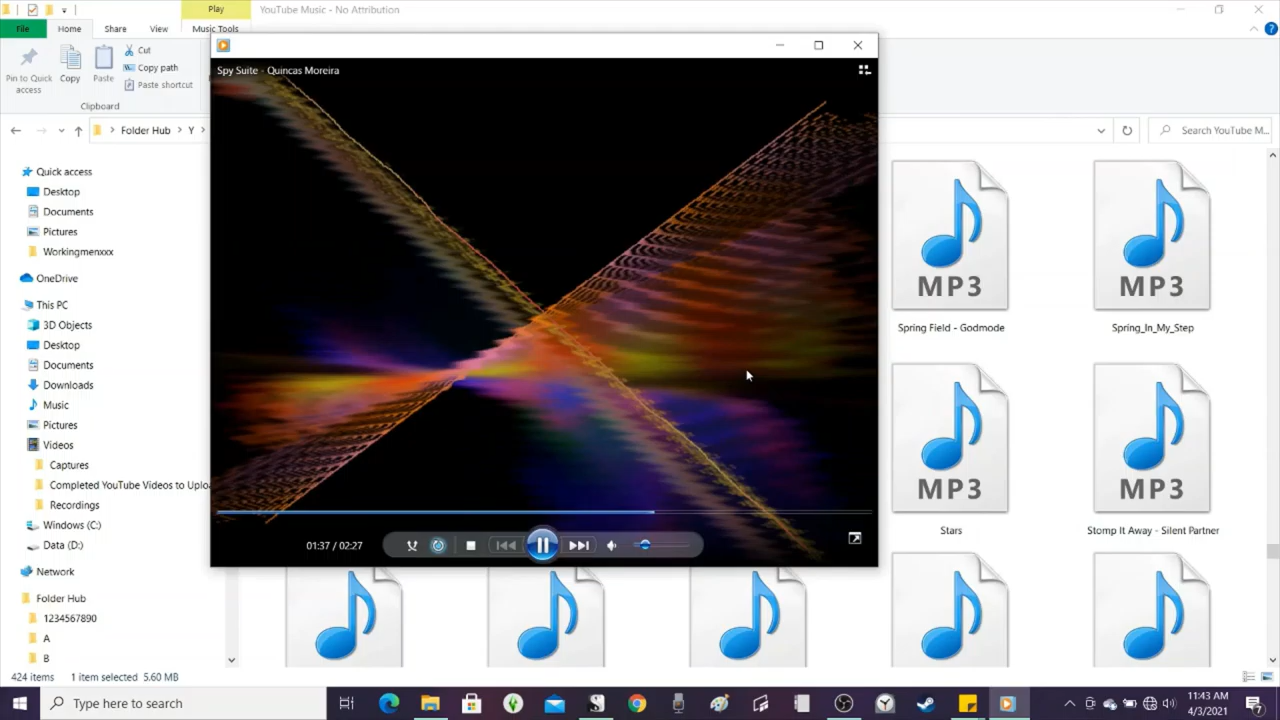 Play
YouTube Music - No Attribution
File
Home
Share
View
Music Tools
Pin to Quick
access
Copy
Paste
Cut
Copy path
Paste shortcut
Clipboard
Spy Suite - Quincas Moreira
Folder Hub
Y
Search YouTube M...
Quick access
Desktop
Documents
Pictures
Workingmenxxx
OneDrive
This PC
3D Objects
Desktop
Documents
Downloads
Music
Pictures
Videos
Captures
Completed YouTube Videos to Uplo
Recordings
Windows (C:)
Data (D:)
Network
Folder Hub
1234567890
A
B
MP3
MP3
Spring Field - Godmode
Spring_In_My_Step
MP3
MP3
Stars
Stomp It Away - Silent Partner
01:37 / 02:27
424 items
1 item selected 5.60 MB
Type here to search
11:43 AM
4/3/2021
7